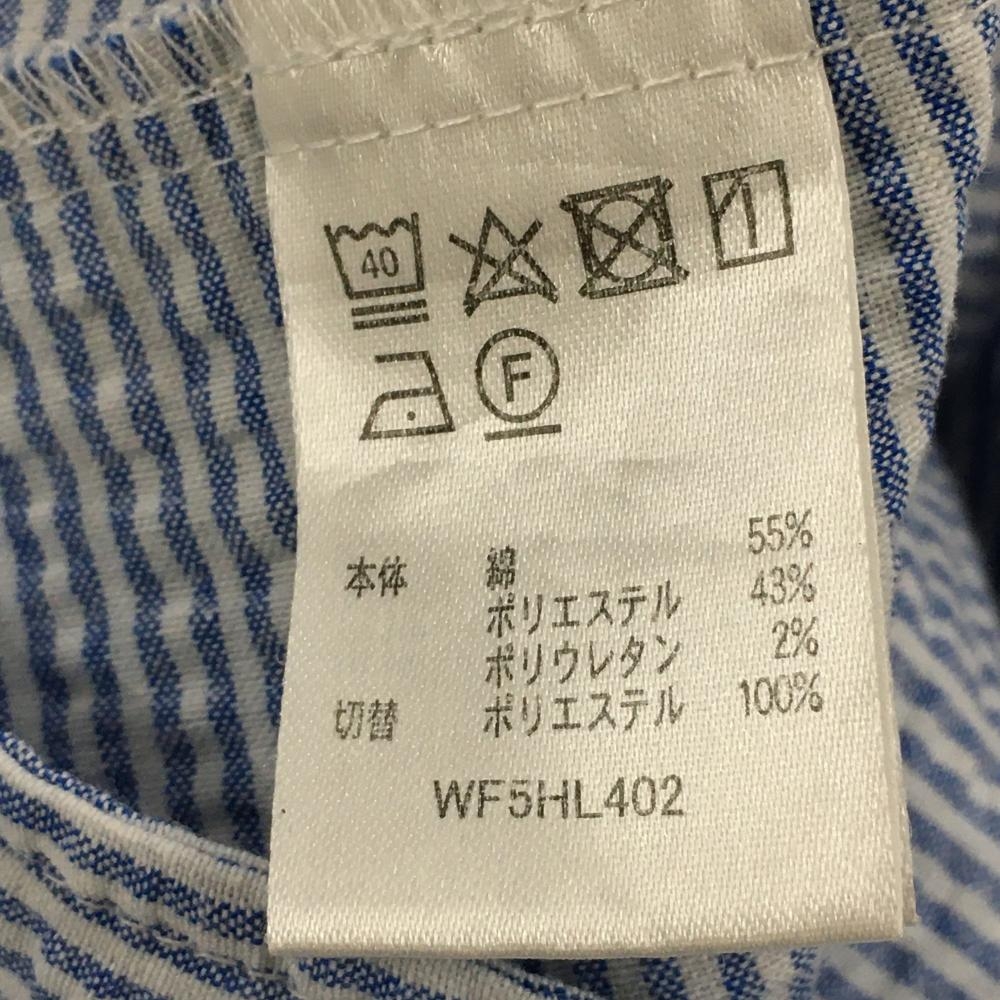 40
F
本体 綿 55%
ポリエステル 43%
ポリウレタン 2%
切替 ポリエステル 100%
WF5HL402